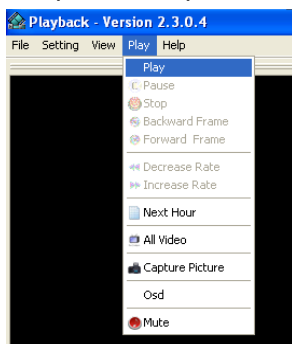 Playback - Version 2.3.0.4
File Setting View Play Help
Play
Pause
Stop
Backward Frame
Forward Frame
Decrease Rate
Increase Rate
Next Hour
All Video
Capture Picture
Osd
Mute